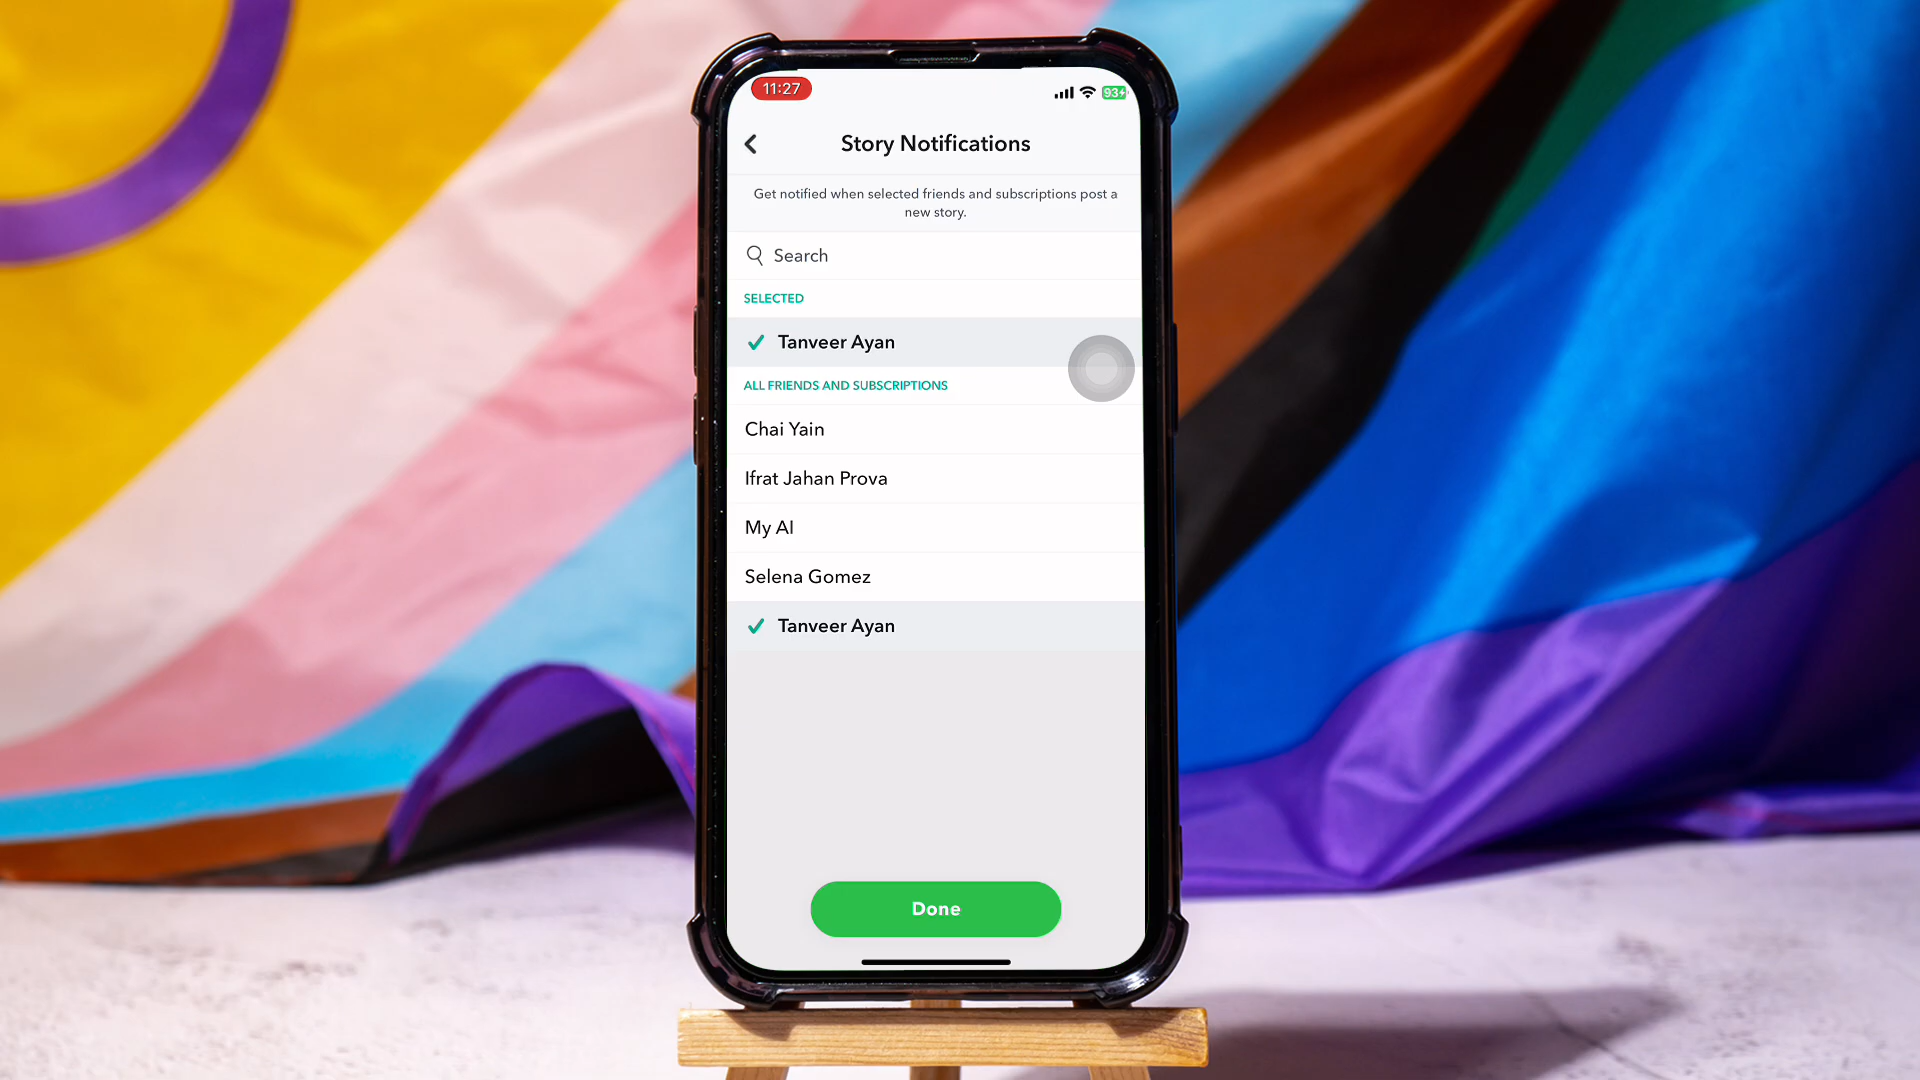 11:27
93
Story Notifications
Get notified when selected friends and subscriptions post a
new story.
Search
SELECTED
Tanveer Ayan
ALL FRIENDS AND SUBSCRIPTIONS
Chai Yain
Ifrat Jahan Prova
My AI
Selena Gomez
Tanveer Ayan
Done